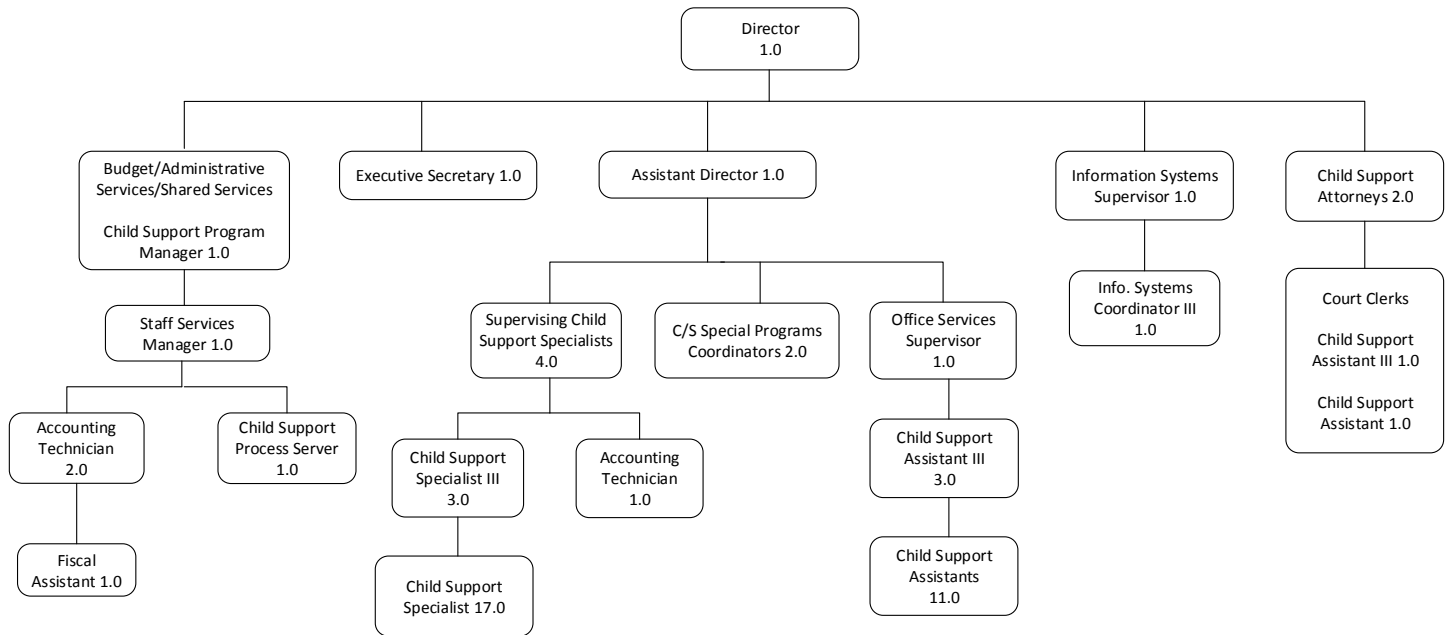 Director
1.0
Budget/Administrative
Services/Shared Services
Child Support Program
Manager 1.0
Executive Secretary 1.0
Assistant Director 1.0
Information Systems
Supervisor 1.0
Child Support
Attorneys 2.0
Staff Services
Manager 1.0
Supervising Child
Support Specialists
4.0
C/S Special Programs
Coordinators 2.0
Office Services
Supervisor
1.0
Info. Systems
Coordinator III
1.0
Court Clerks
Child Support
Assistant III 1.0
Child Support
Assistant 1.0
Accounting
Technician
2.0
Child Support
Process Server
1.0
Child Support
Specialist III
3.0
Accounting
Technician
1.0
Child Support
Assistant III
3.0
Fiscal
Assistant 1.0
Child Support
Specialist 17.0
Child Support
Assistants
11.0